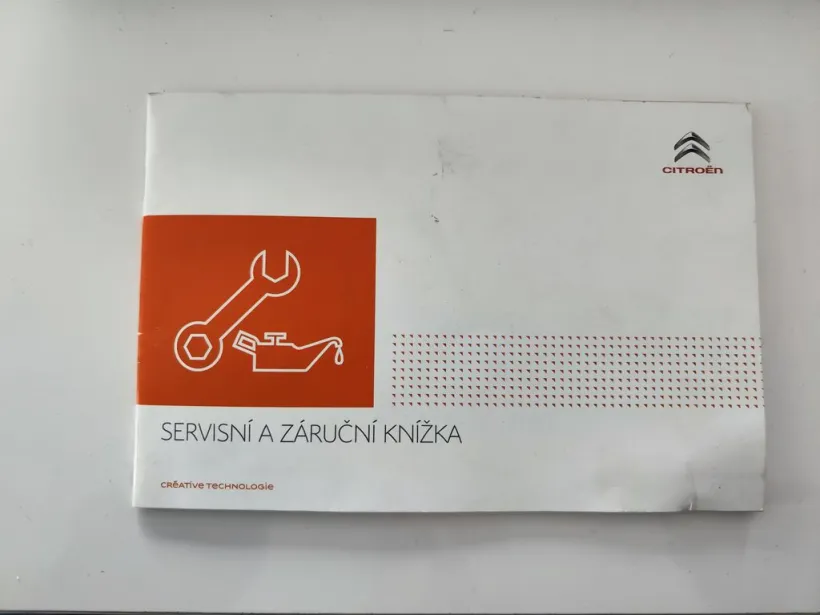 CITROËN
SERVISNÍ A ZÁRUČNÍ KNÍŽKA
CRÉATIVE TECHNOLOGIE